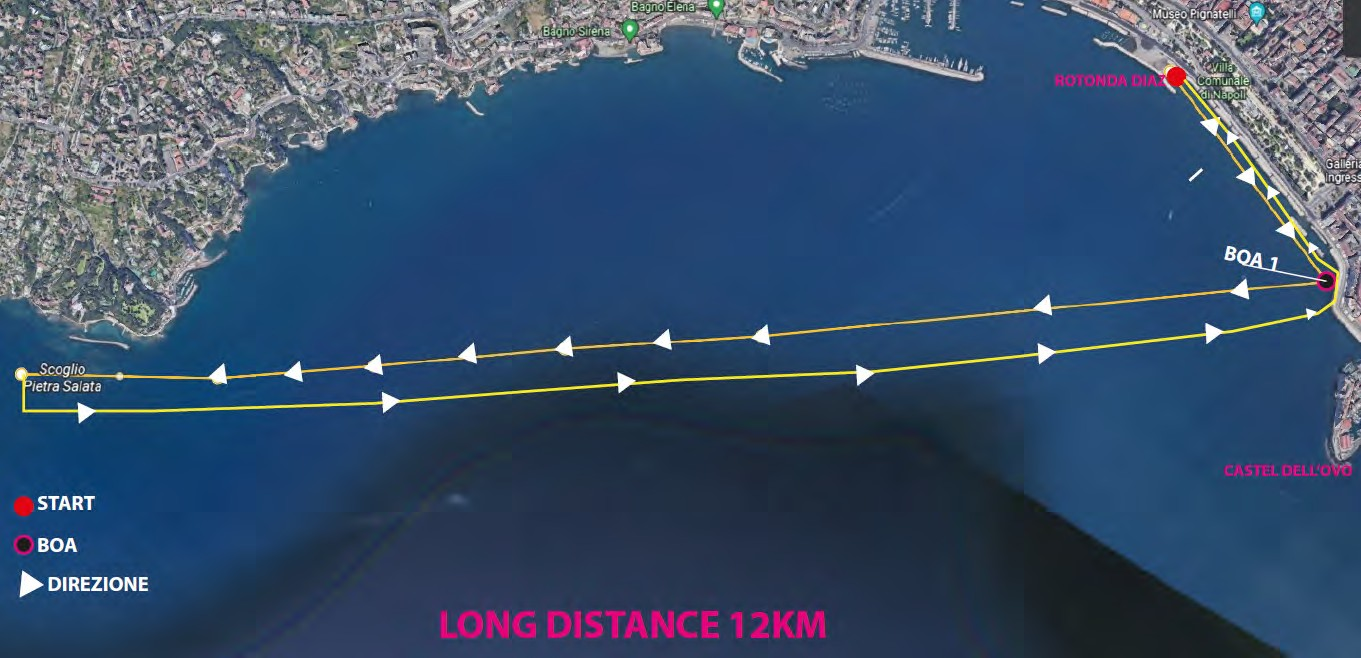 Bagno Elena
Bagno Sirena
Museo Pignatelli
ROTONDA DIAZ
Villa
Comunale
di Napoli
Galleria
Ingress
BOA 1
Scoglio
Pietra Salata
CASTEL DELL'OVO
START
BOA
DIREZIONE
LONG DISTANCE 12KM